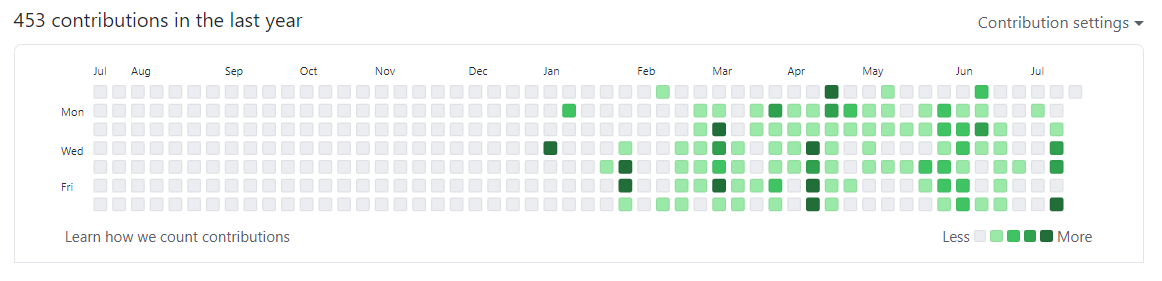 453 contributions in the last year
Contribution settings
Jul Aug Sep Oct Nov Dec Jan Feb Mar Apr May Jun Jul
Mon
Wed
Fri
Learn how we count contributions
Less More